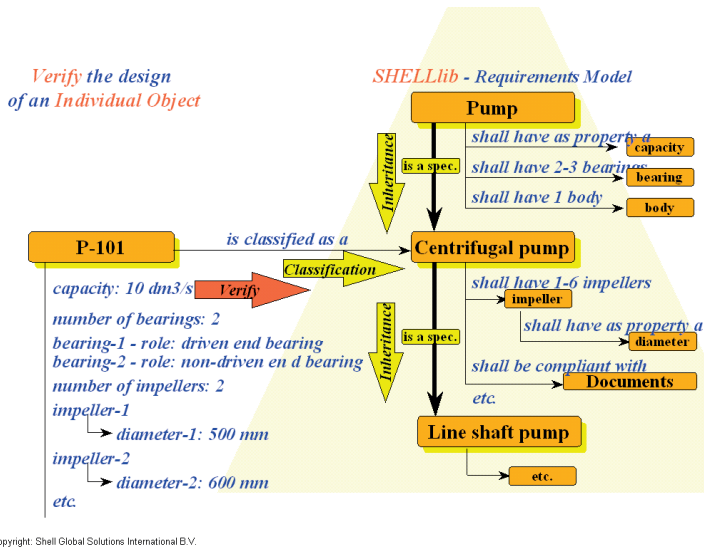 Verify the design
of an Individual Object
SHELLlib - Requirements Model
Pump
shall have as property a
capacity
is a spec.
shall have 2-3 bearings
bearing
Inheritance
shall have 1 body
body
P-101
is classified as a
Centrifugal pump
Classification
capacity: 10 dm3/s
Verify
shall have 1-6 impellers
impeller
number of bearings: 2
shall have as property a
diameter
bearing-1 - role: driven end bearing
is a spec.
bearing-2 - role: non-driven en d bearing
Inheritance
shall be compliant with
Documents
number of impellers: 2
etc.
impeller-1
diameter-1: 500 mm
Line shaft pump
impeller-2
diameter-2: 600 mm
etc.
etc.
opyright: Shell Global Solutions International B.V.